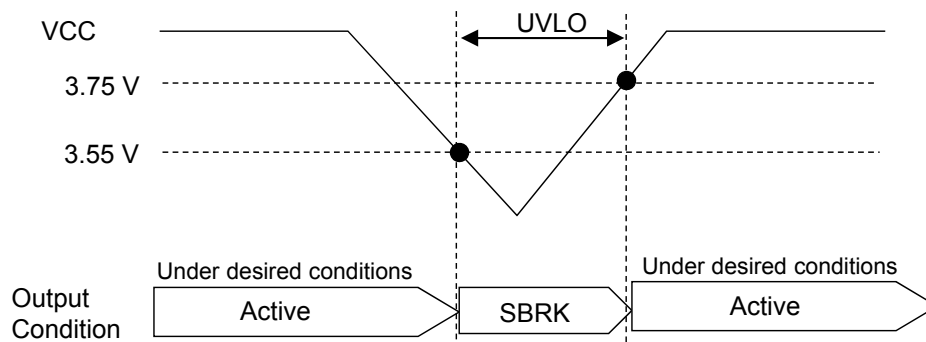 UVLO
VCC
3.75 V
3.55 V
Under desired conditions
Under desired conditions
Output
Condition
Active
SBRK
Active